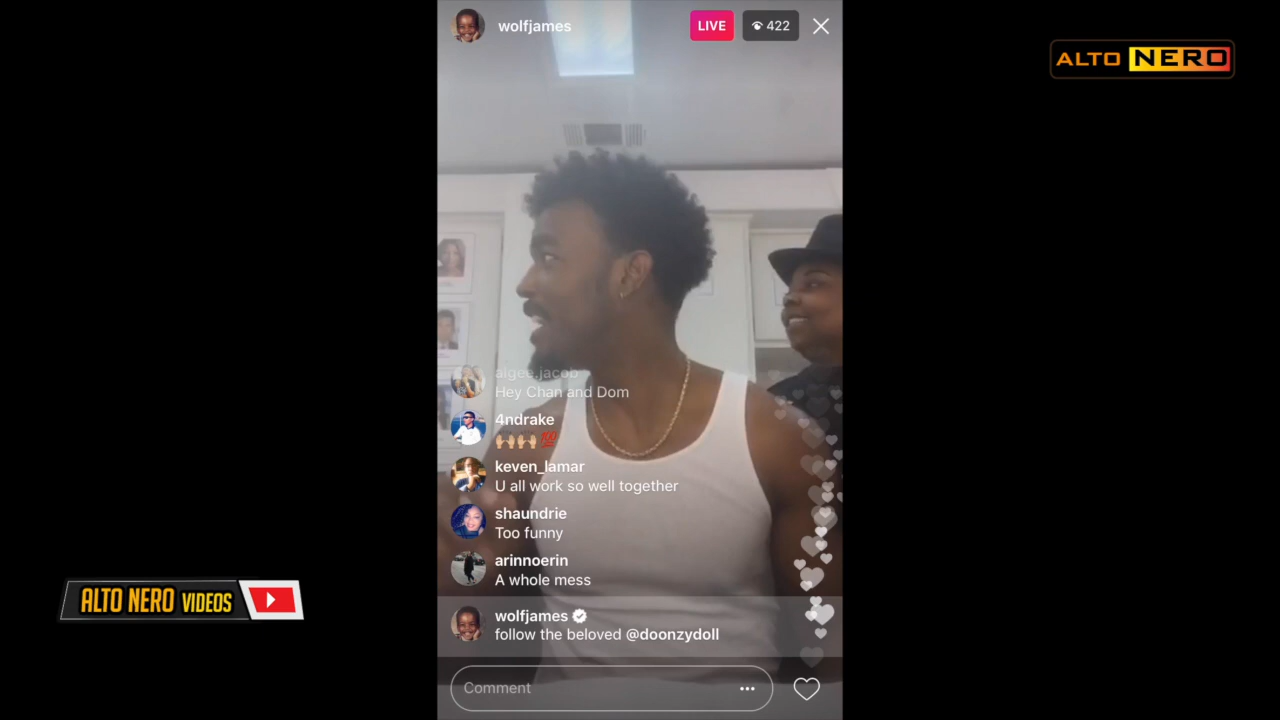 wolfjames
LIVE
422
ALTO NERO
algee.jacob
Hey Chan and Dom
4ndrake
🙌🏼🙌🏼💯
keven_lamar
U all work so well together
shaundrie
Too funny
arinnoerin
A whole mess
ALTO NERO VIDEOS
wolfjames
follow the beloved @doonzydoll
Comment